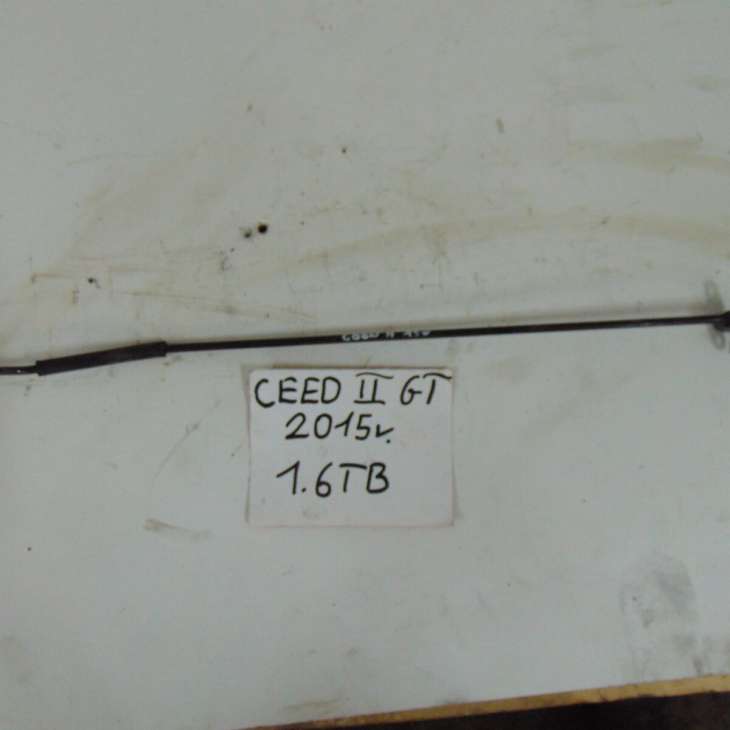 CEED II GT
2015r.
1.6TB